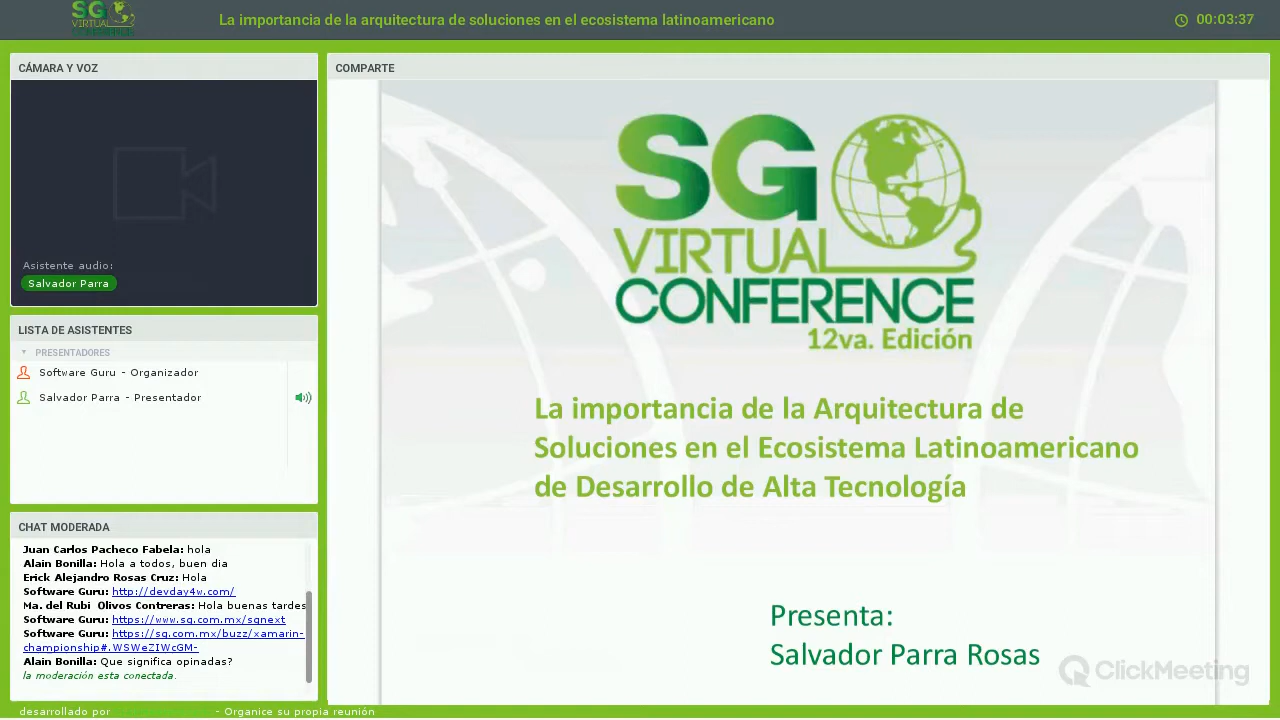 SG
VIRTUAL
CONFERENCE
La importancia de la arquitectura de soluciones en el ecosistema latinoamericano
00:03:37
CÁMARA Y VOZ
Asistente audio:
Salvador Parra
LISTA DE ASISTENTES
PRESENTADORES
Software Guru - Organizador
Salvador Parra - Presentador
CHAT MODERADA
Juan Carlos Pacheco Fabela: hola
Alain Bonilla: Hola a todos, buen dia
Erick Alejandro Rosas Cruz: Hola
Software Guru: http://devday4w.com/
Ma. del Rubi Olivos Contreras: Hola buenas tardes
Software Guru: https://www.sg.com.mx/sgnext
Software Guru: https://sg.com.mx/buzz/xamarin-
championship#.WSWeZIWcGM-
Alain Bonilla: Que significa opinadas?
la moderación esta conectada.
desarrollado por - Organice su propia reunión
COMPARTE
SG
VIRTUAL
CONFERENCE
12va. Edición
La importancia de la Arquitectura de
Soluciones en el Ecosistema Latinoamericano
de Desarrollo de Alta Tecnología
Presenta:
Salvador Parra Rosas
ClickMeeting